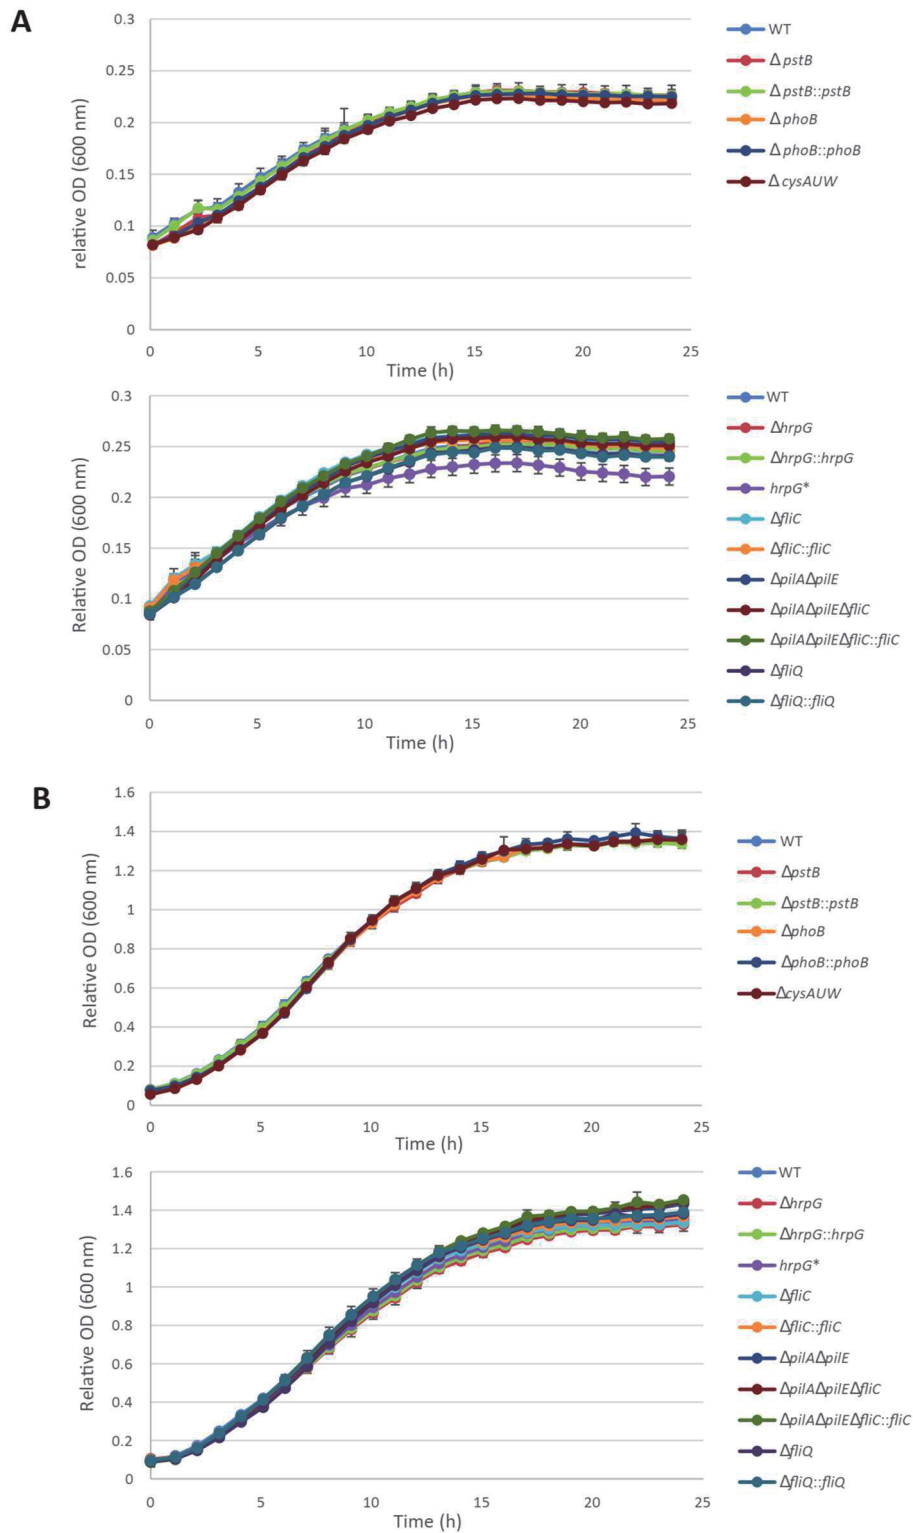 A
0.3
0.25
0.2
0.15
0.1
0.05
0
relative OD (600 nm)
0 5 10 15 20 25
Time (h)
WT
Δ pstB
Δ pstB::pstB
Δ phoB
Δ phoB::phoB
Δ cysAUW
0.3
0.25
0.2
0.15
0.1
0.05
0
Relative OD (600 nm)
0 5 10 15 20 25
Time (h)
WT
ΔhrpG
ΔhrpG::hrpG
hrpG*
ΔfliC
ΔfliC::fliC
ΔpilAΔpilE
ΔpilAΔpilEΔfliC
ΔpilAΔpilEΔfliC::fliC
ΔfliQ
ΔfliQ::fliQ
B
1.6
1.4
1.2
1
0.8
0.6
0.4
0.2
0
Relative OD (600 nm)
0 5 10 15 20 25
Time (h)
WT
ΔpstB
ΔpstB::pstB
ΔphoB
ΔphoB::phoB
ΔcysAUW
1.6
1.4
1.2
1
0.8
0.6
0.4
0.2
0
Relative OD (600 nm)
0 5 10 15 20 25
Time (h)
WT
ΔhrpG
ΔhrpG::hrpG
hrpG*
ΔfliC
ΔfliC::fliC
ΔpilAΔpilE
ΔpilAΔpilEΔfliC
ΔpilAΔpilEΔfliC::fliC
ΔfliQ
ΔfliQ::fliQ